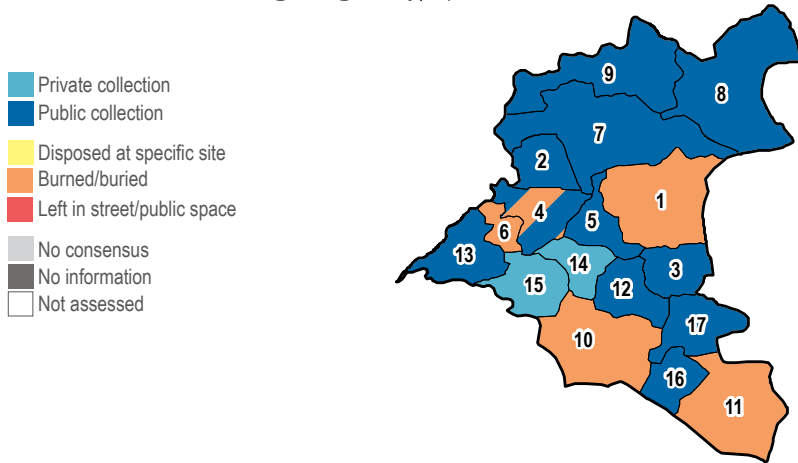 Private collection
Public collection
Disposed at specific site
Burned/buried
Left in street/public space
No consensus
No information
Not assessed
9
8
7
2
1
4
5
6
13
14
3
15
12
17
10
16
11